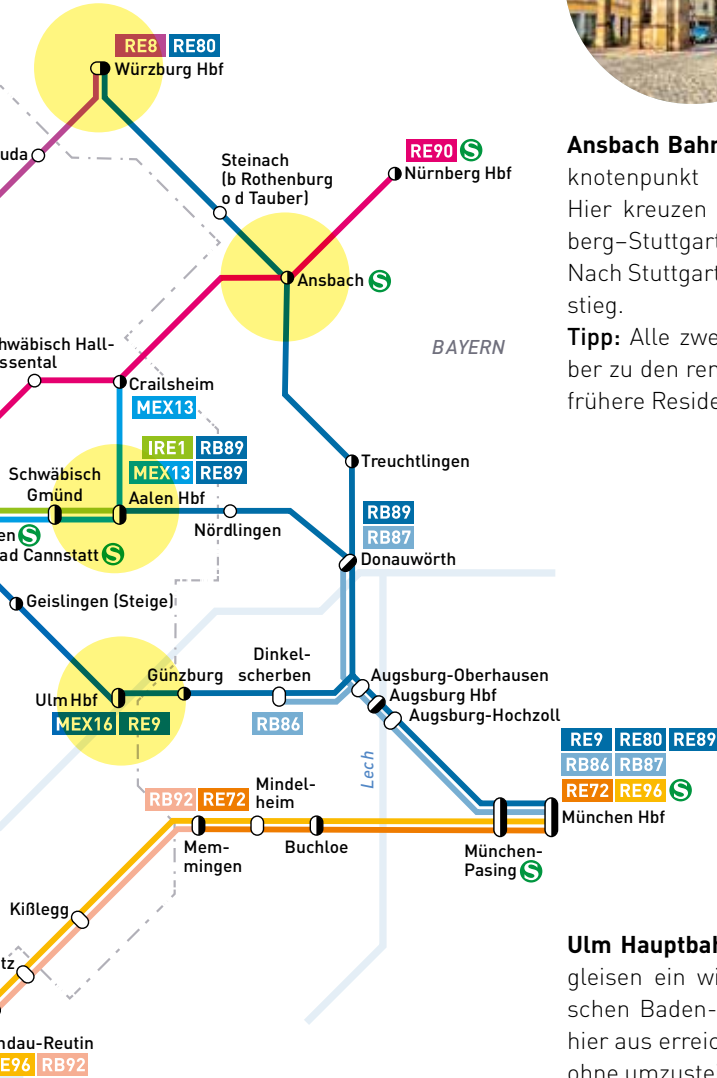 RE8 RE80
Würzburg Hbf
uda
Steinach
(b Rothenburg
o d Tauber)
RE90 S
Nürnberg Hbf
Ansbach S
BAYERN
hwäbisch Hall-
ssental
Crailsheim
MEX13
IRE1 RB89
MEX13 RE89
Schwäbisch
Gmünd
Aalen Hbf
Nördlingen
en S
ad Cannstatt S
Treuchtlingen
RB89
RB87
Donauwörth
Geislingen (Steige)
Ulm Hbf
MEX16 RE9
Günzburg
Dinkel-
scherben
RB86
Augsburg-Oberhausen
Augsburg Hbf
Augsburg-Hochzoll
Lech
RE9 RE80 RE89
RB86 RB87
RE72 RE96 S
München Hbf
RB92 RE72
Mindel-
heim
Mem-
mingen
Buchloe
München-
Pasing S
Kißlegg
tz
ndau-Reutin
E96 RB92
Ansbach Bahn
knotenpunkt
Hier kreuzen
berg–Stuttgart
Nach Stuttgart
stieg.
Tipp: Alle zwe
ber zu den ren
frühere Reside
Ulm Hauptbah
gleisen ein wi
schen Baden-
hier aus erreic
ohne umzuste